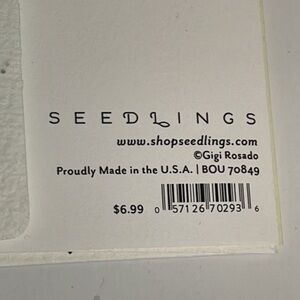 SEEDLINGS
www.shopseedlings.com
©Gigi Rosado
Proudly Made in the U.S.A. | BOU 70849
$6.99 0 57126 70293 6